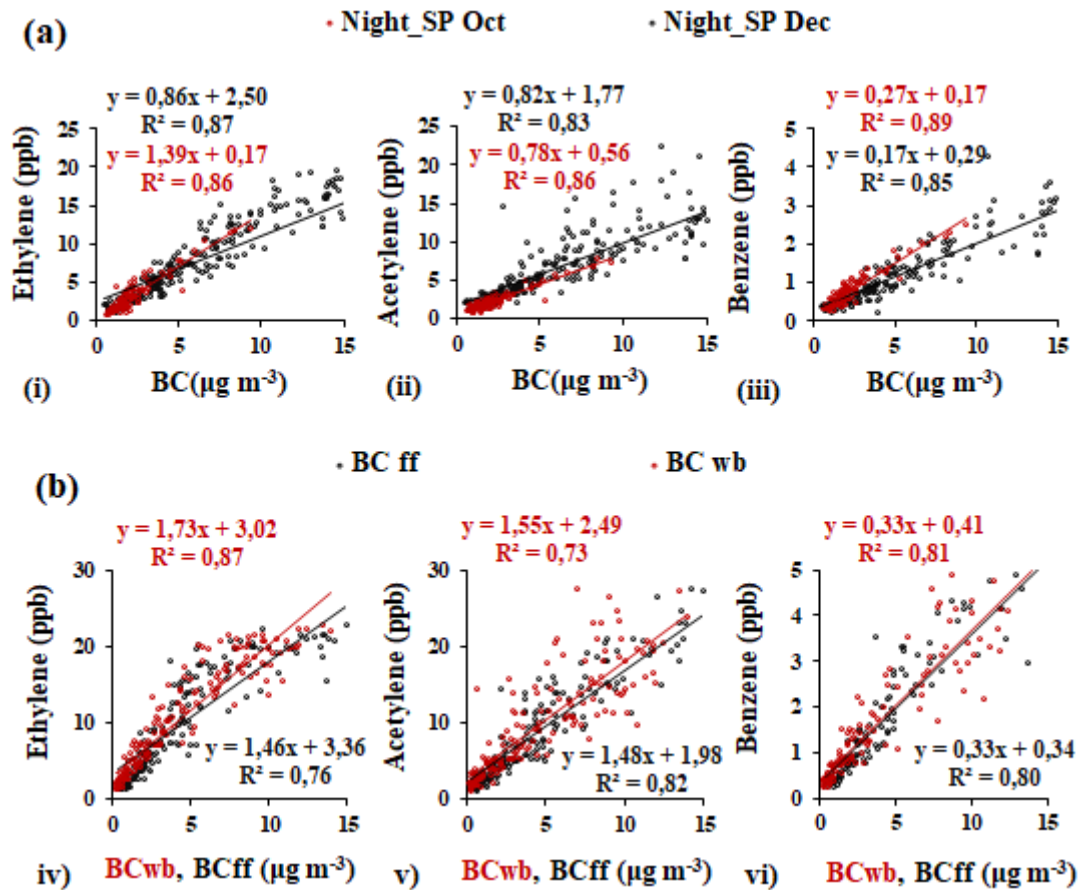 (a)
Night_SP Oct
Night_SP Dec
y = 0,86x + 2,50
R² = 0,87
y = 1,39x + 0,17
R² = 0,86
Ethylene (ppb)
25
20
15
10
5
0
0 5 10 15
BC(μg m⁻³)
(i)
y = 0,82x + 1,77
R² = 0,83
y = 0,78x + 0,56
R² = 0,86
Acetylene (ppb)
25
20
15
10
5
0
0 5 10 15
BC(μg m⁻³)
(ii)
y = 0,27x + 0,17
R² = 0,89
y = 0,17x + 0,29
R² = 0,85
Benzene (ppb)
5
4
3
2
1
0
0 5 10 15
BC(μg m⁻³)
(iii)
(b)
BC ff
BC wb
y = 1,73x + 3,02
R² = 0,87
Ethylene (ppb)
30
20
10
0
y = 1,46x + 3,36
R² = 0,76
0 5 10 15
iv)
BCwb, BCff (μg m⁻³)
y = 1,55x + 2,49
R² = 0,73
Acetylene (ppb)
30
20
10
0
y = 1,48x + 1,98
R² = 0,82
0 5 10 15
v)
BCwb, BCff (μg m⁻³)
y = 0,33x + 0,41
R² = 0,81
Benzene (ppb)
5
4
3
2
1
0
y = 0,33x + 0,34
R² = 0,80
0 5 10 15
vi)
BCwb, BCff (μg m⁻³)